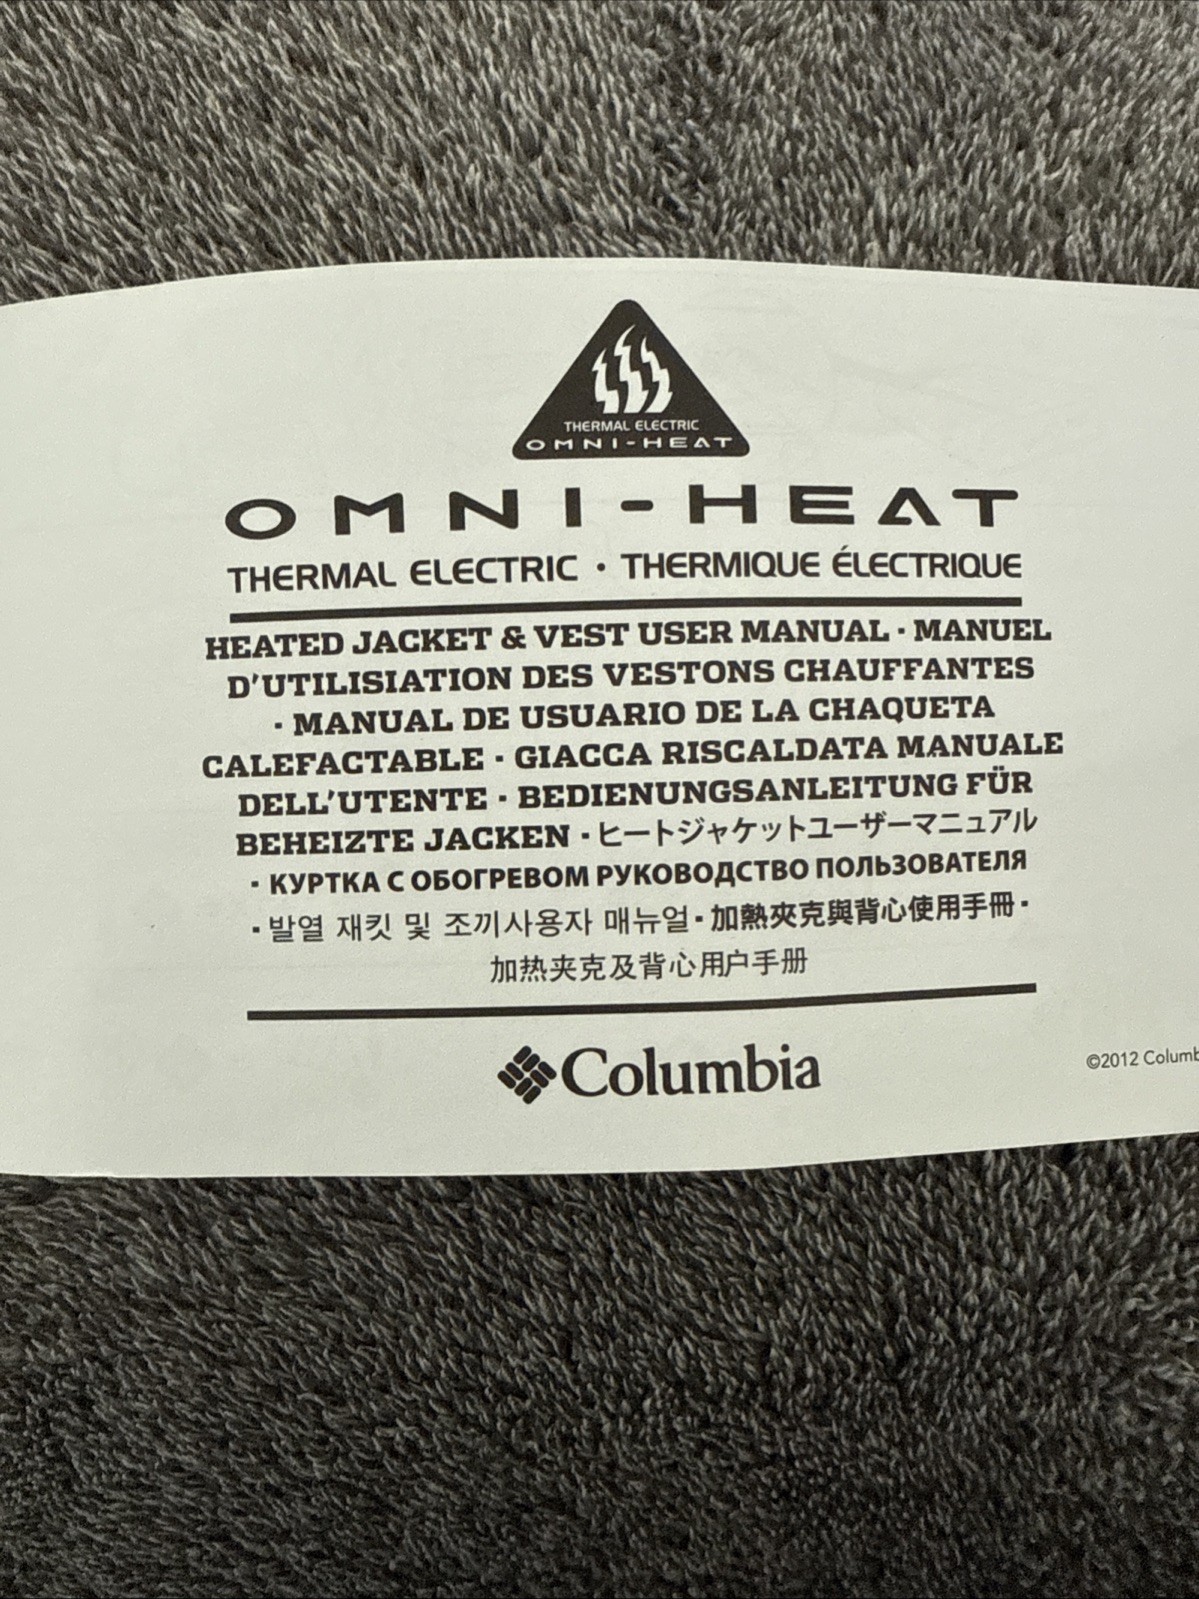 THERMAL ELECTRIC
OMNI-HEAT
OMNI-HEAT
THERMAL ELECTRIC · THERMIQUE ÉLECTRIQUE
HEATED JACKET & VEST USER MANUAL · MANUEL
D'UTILISIATION DES VESTONS CHAUFFANTES
· MANUAL DE USUARIO DE LA CHAQUETA
CALEFACTABLE · GIACCA RISCALDATA MANUALE
DELL'UTENTE · BEDIENUNGSANLEITUNG FÜR
BEHEIZTE JACKEN · ヒートジャケットユーザーマニュアル
· КУРТКА С ОБОГРЕВОМ РУКОВОДСТВО ПОЛЬЗОВАТЕЛЯ
· 발열 재킷 및 조끼사용자 매뉴얼 · 加熱夾克與背心使用手冊 ·
加热夹克及背心用户手册
Columbia
©2012 Columb